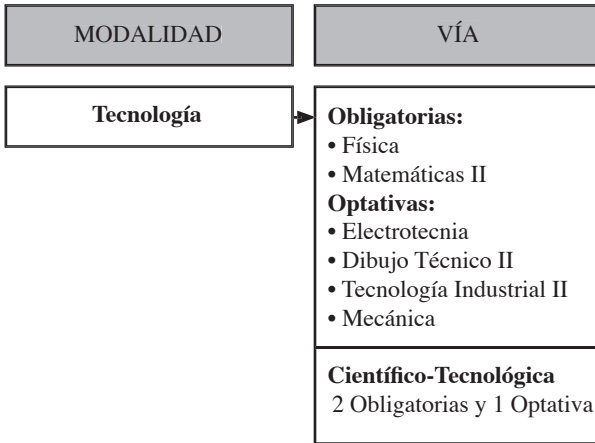 MODALIDAD
VÍA
Tecnología
Obligatorias:
• Física
• Matemáticas II
Optativas:
• Electrotecnia
• Dibujo Técnico II
• Tecnología Industrial II
• Mecánica
Científico-Tecnológica
2 Obligatorias y 1 Optativa